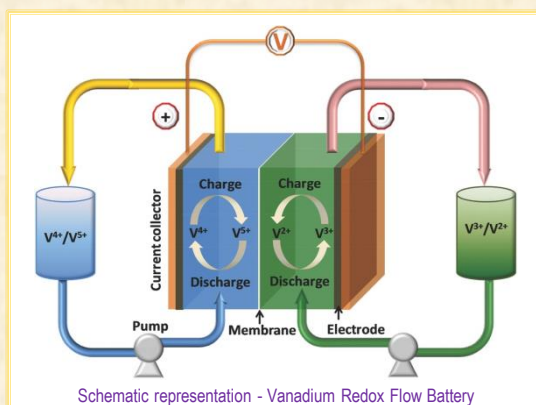 V
+
-
Current collector
Charge
Charge
V⁴⁺/V⁵⁺
V⁴⁺ V⁵⁺
V²⁺ V³⁺
V³⁺/V²⁺
Discharge
Discharge
Pump
Membrane
Electrode
Schematic representation - Vanadium Redox Flow Battery